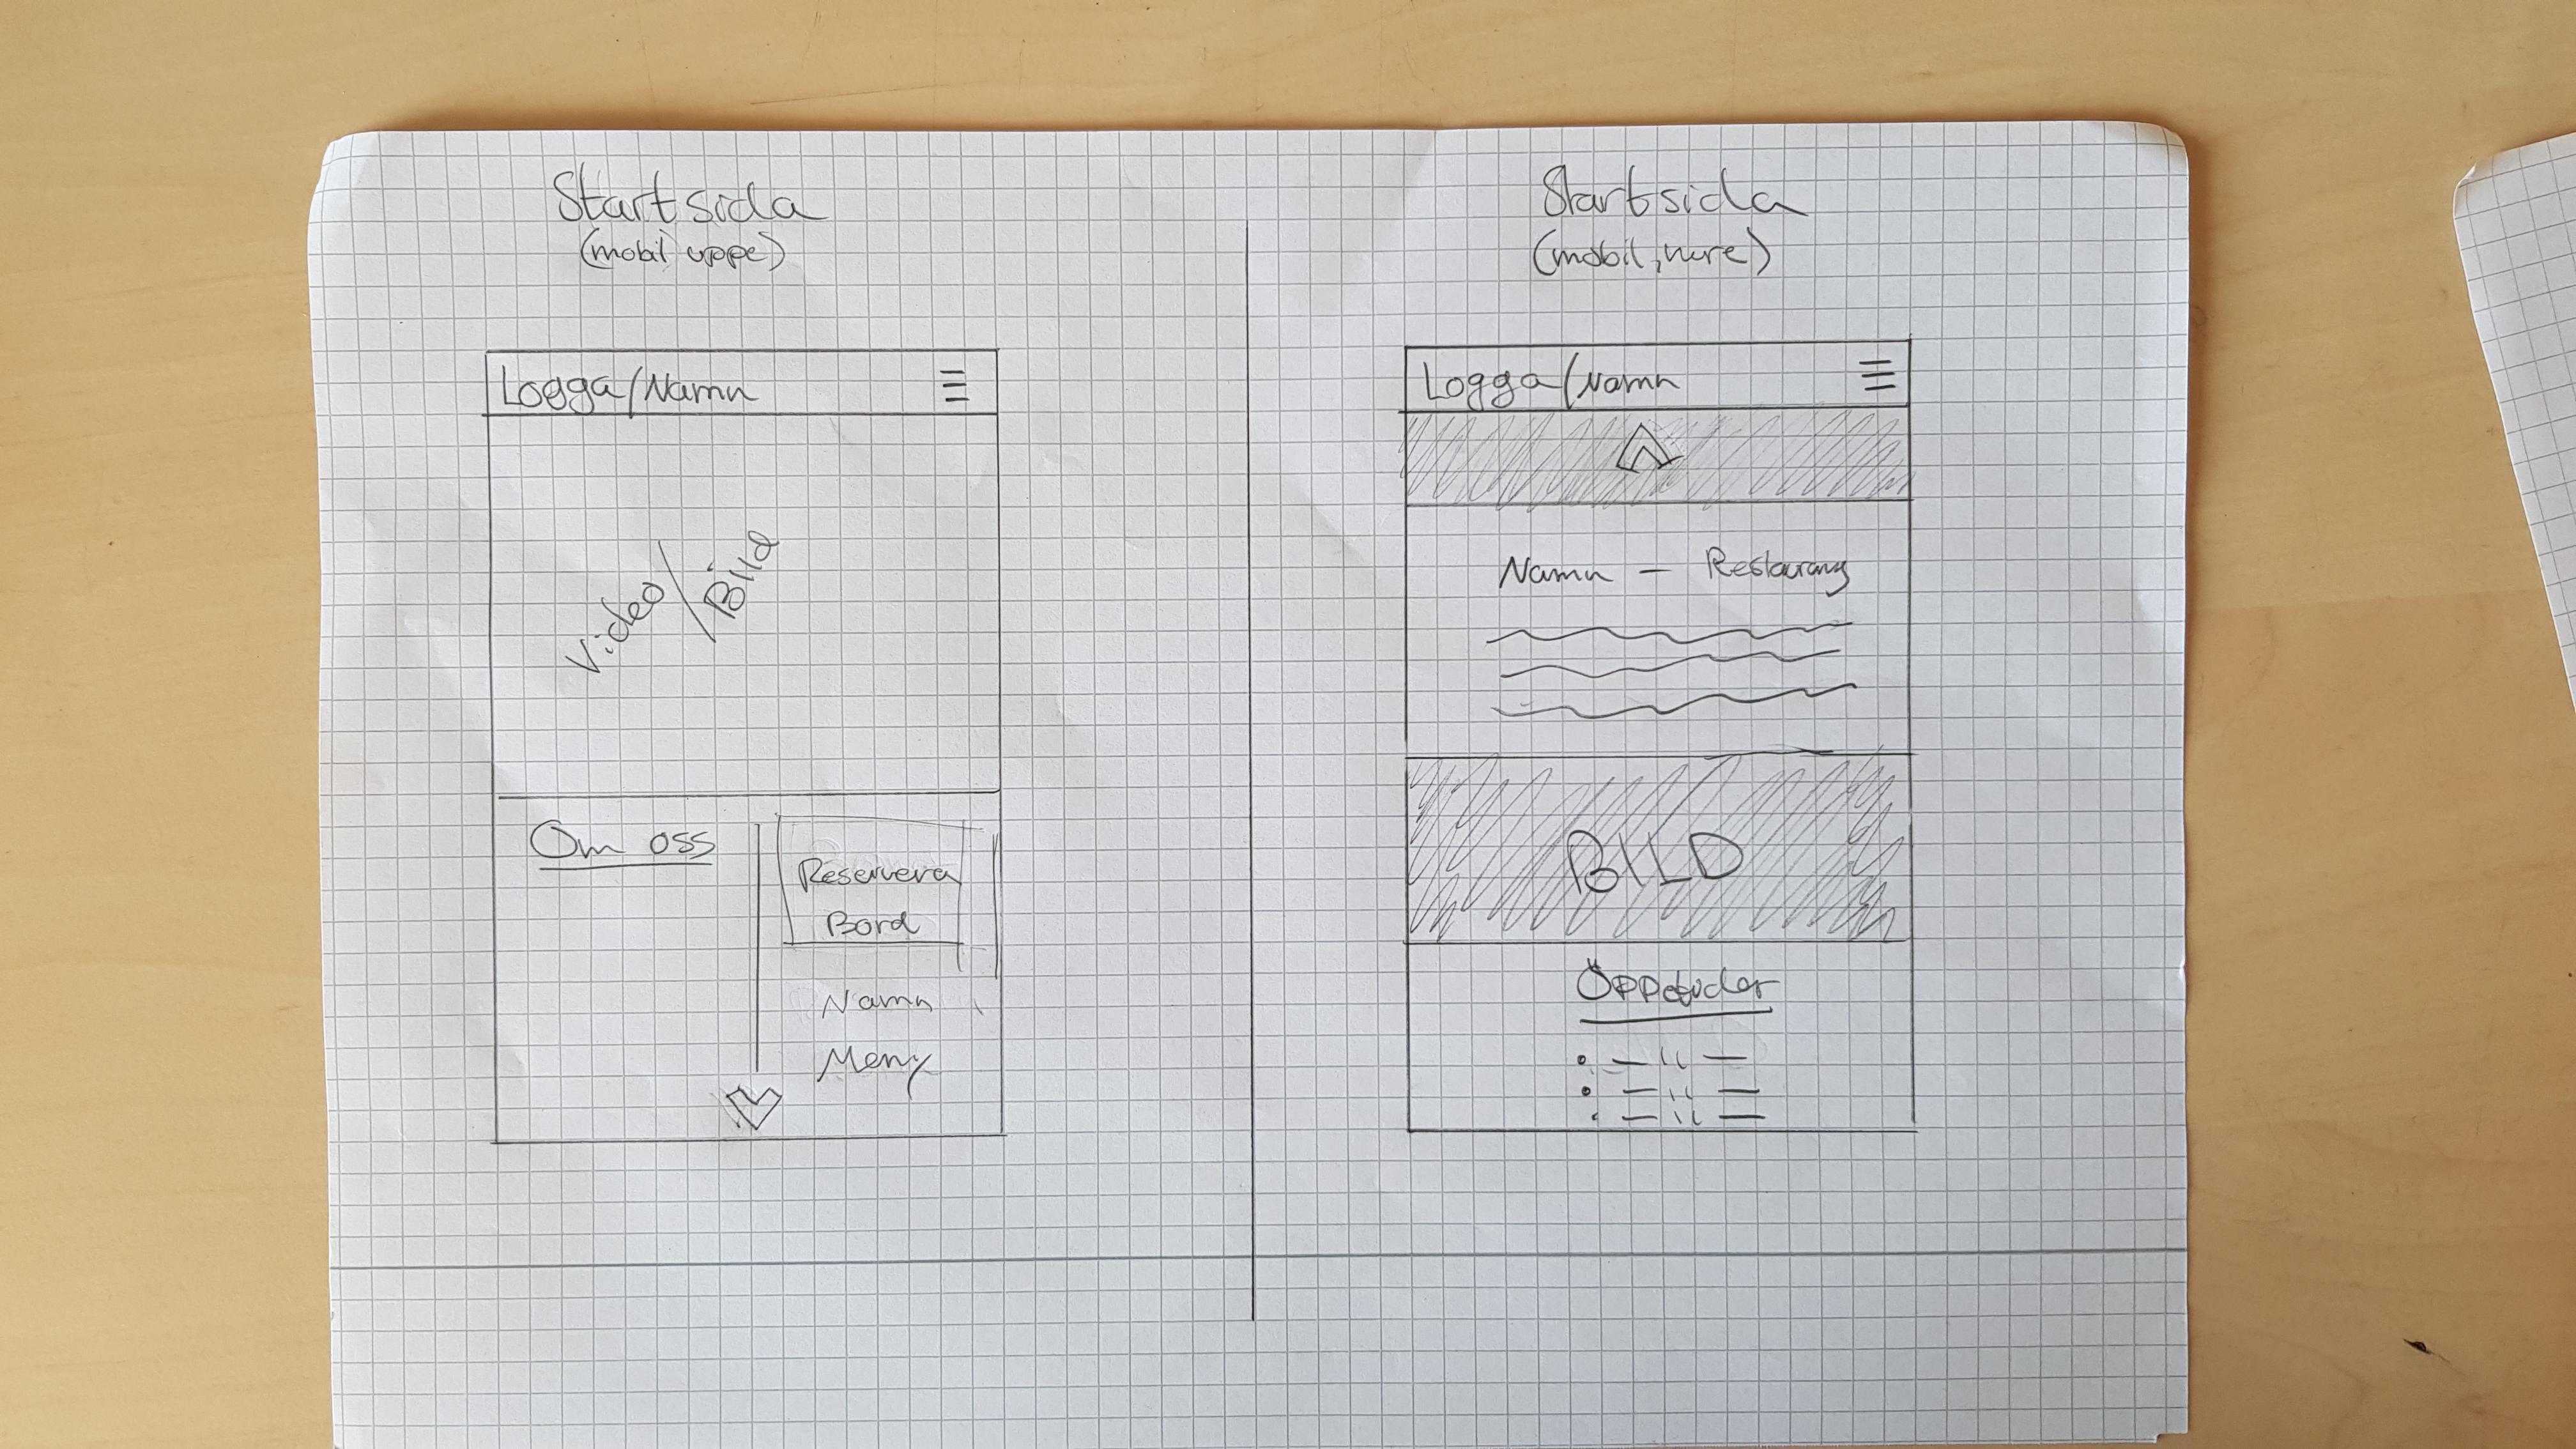 Startsida
(mobil uppe)
Logga/Namn
Video/Bild
Om oss
Reservera
Bord
Namn
Meny
Startsida
(mobil, nere)
Logga/Namn
Namn – Restaurang
BILD
Öppetider